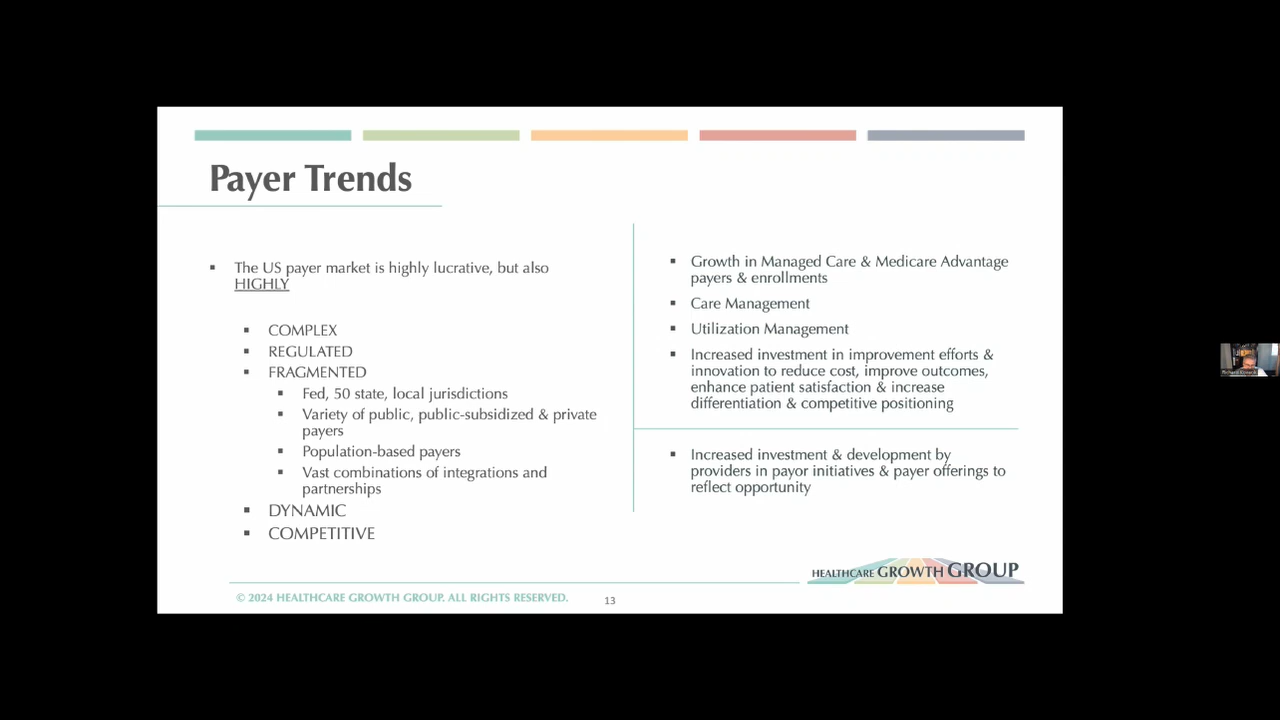 Payer Trends
The US payer market is highly lucrative, but also
HIGHLY
COMPLEX
REGULATED
FRAGMENTED
Fed, 50 state, local jurisdictions
Variety of public, public-subsidized & private
payers
Population-based payers
Vast combinations of integrations and
partnerships
DYNAMIC
COMPETITIVE
Growth in Managed Care & Medicare Advantage
payers & enrollments
Care Management
Utilization Management
Increased investment in improvement efforts &
innovation to reduce cost, improve outcomes,
enhance patient satisfaction & increase
differentiation & competitive positioning
Increased investment & development by
providers in payor initiatives & payer offerings to
reflect opportunity
HEALTHCARE GROWTH GROUP
© 2024 HEALTHCARE GROWTH GROUP. ALL RIGHTS RESERVED.
13